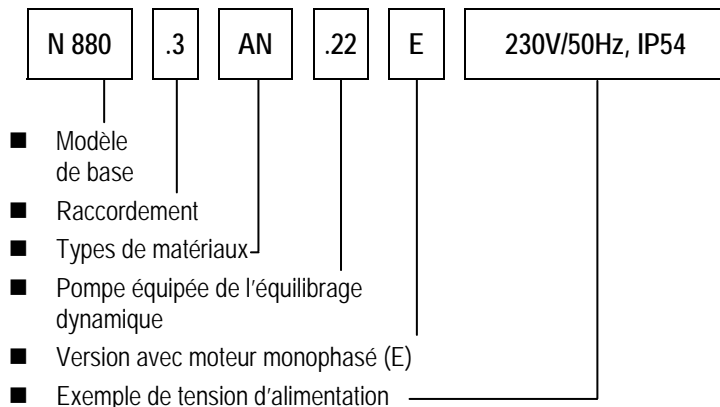 N 880 .3 AN .22 E 230V/50Hz, IP54
■ Modèle
de base
■ Raccordement
■ Types de matériaux
■ Pompe équipée de l'équilibrage
dynamique
■ Version avec moteur monophasé (E)
■ Exemple de tension d'alimentation